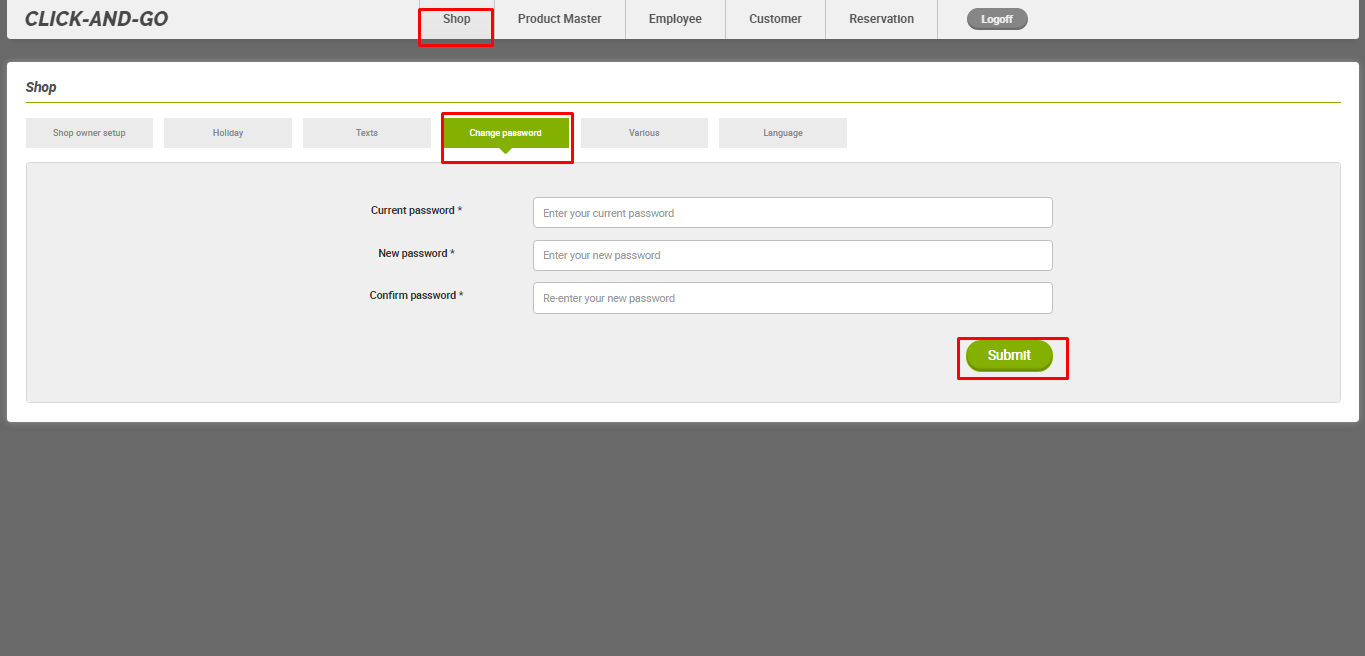 CLICK-AND-GO
Shop Product Master Employee Customer Reservation Logoff
Shop
Shop owner setup Holiday Texts Change password Various Language
Current password * Enter your current password
New password * Enter your new password
Confirm password * Re-enter your new password
Submit